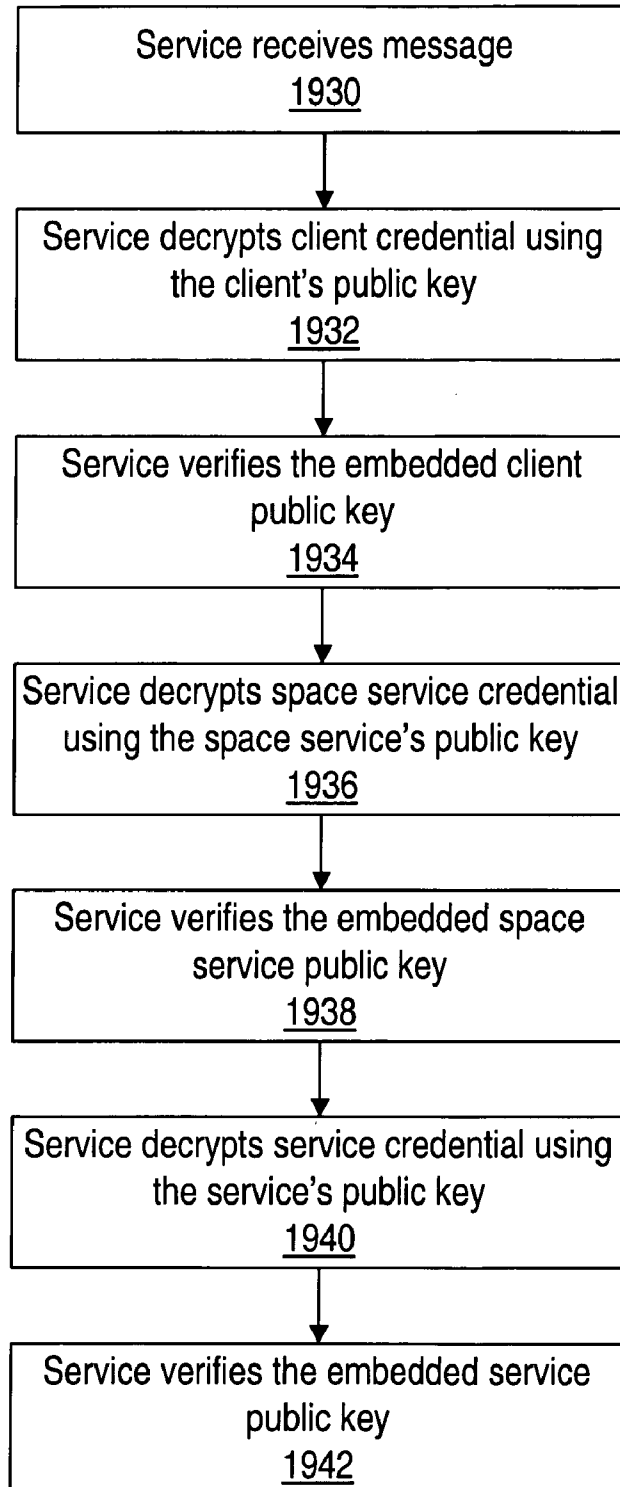 Service receives message
1930
Service decrypts client credential using
the client's public key
1932
Service verifies the embedded client
public key
1934
Service decrypts space service credential
using the space service's public key
1936
Service verifies the embedded space
service public key
1938
Service decrypts service credential using
the service's public key
1940
Service verifies the embedded service
public key
1942